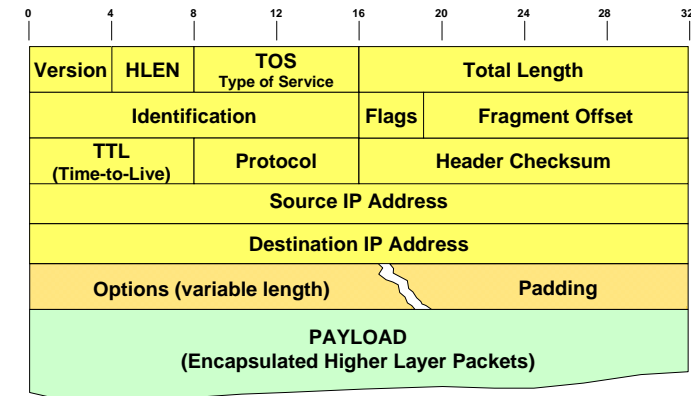 0 4 8 12 16 20 24 28 32
Version HLEN TOS Total Length
Type of Service
Identification Flags Fragment Offset
TTL Protocol Header Checksum
(Time-to-Live)
Source IP Address
Destination IP Address
Options (variable length) Padding
PAYLOAD
(Encapsulated Higher Layer Packets)